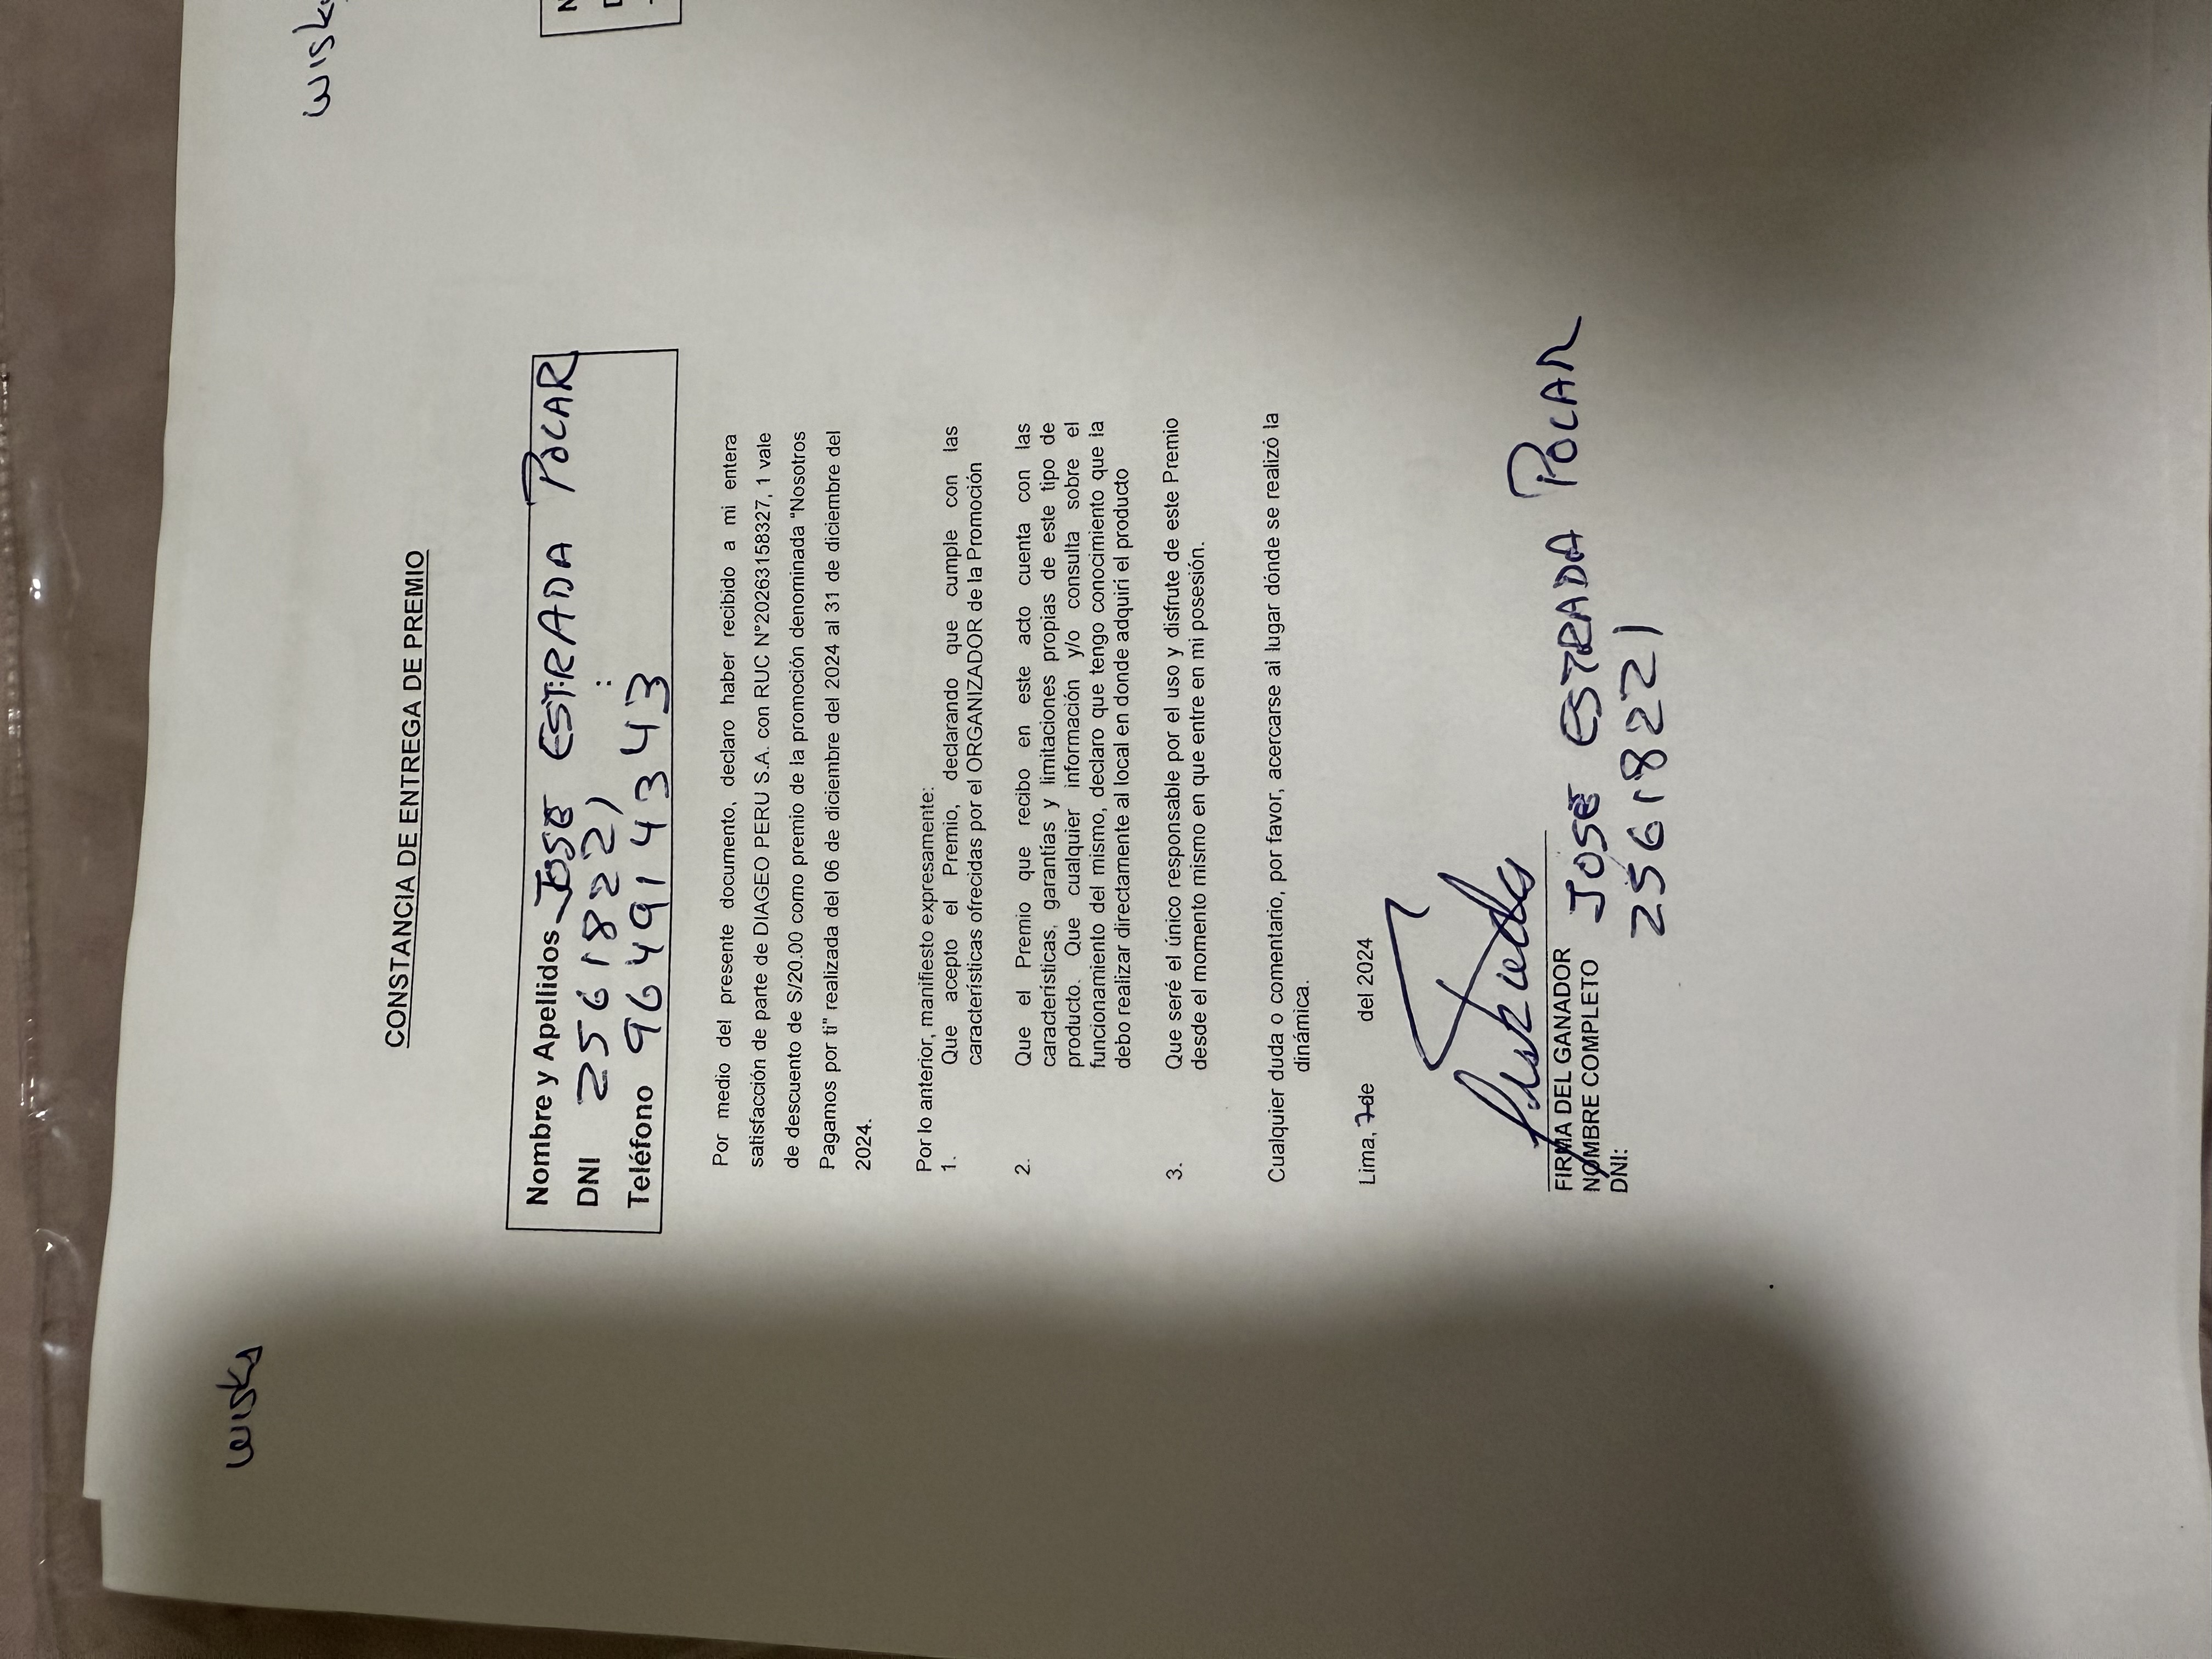 wisky
wisk
CONSTANCIA DE ENTREGA DE PREMIO
Nombre y Apellidos JOSE ESTRADA POLAR
DNI 25618221 :
Teléfono 964914343
Por medio del presente documento, declaro haber recibido a mi entera
satisfacción de parte de DIAGEO PERU S.A. con RUC N°20263158327, 1 vale
de descuento de S/20.00 como premio de la promoción denominada "Nosotros
Pagamos por ti" realizada del 06 de diciembre del 2024 al 31 de diciembre del
2024.
Por lo anterior, manifiesto expresamente:
1. Que acepto el Premio, declarando que cumple con las
características ofrecidas por el ORGANIZADOR de la Promoción
2. Que el Premio que recibo en este acto cuenta con las
características, garantías y limitaciones propias de este tipo de
producto. Que cualquier información y/o consulta sobre el
funcionamiento del mismo, declaro que tengo conocimiento que la
debo realizar directamente al local en donde adquirí el producto
3. Que seré el único responsable por el uso y disfrute de este Premio
desde el momento mismo en que entre en mi posesión.
Cualquier duda o comentario, por favor, acercarse al lugar dónde se realizó la
dinámica.
Lima, 7 de del 2024
FIRMA DEL GANADOR
NOMBRE COMPLETO JOSE ESTRADA POLAR
DNI: 25618221